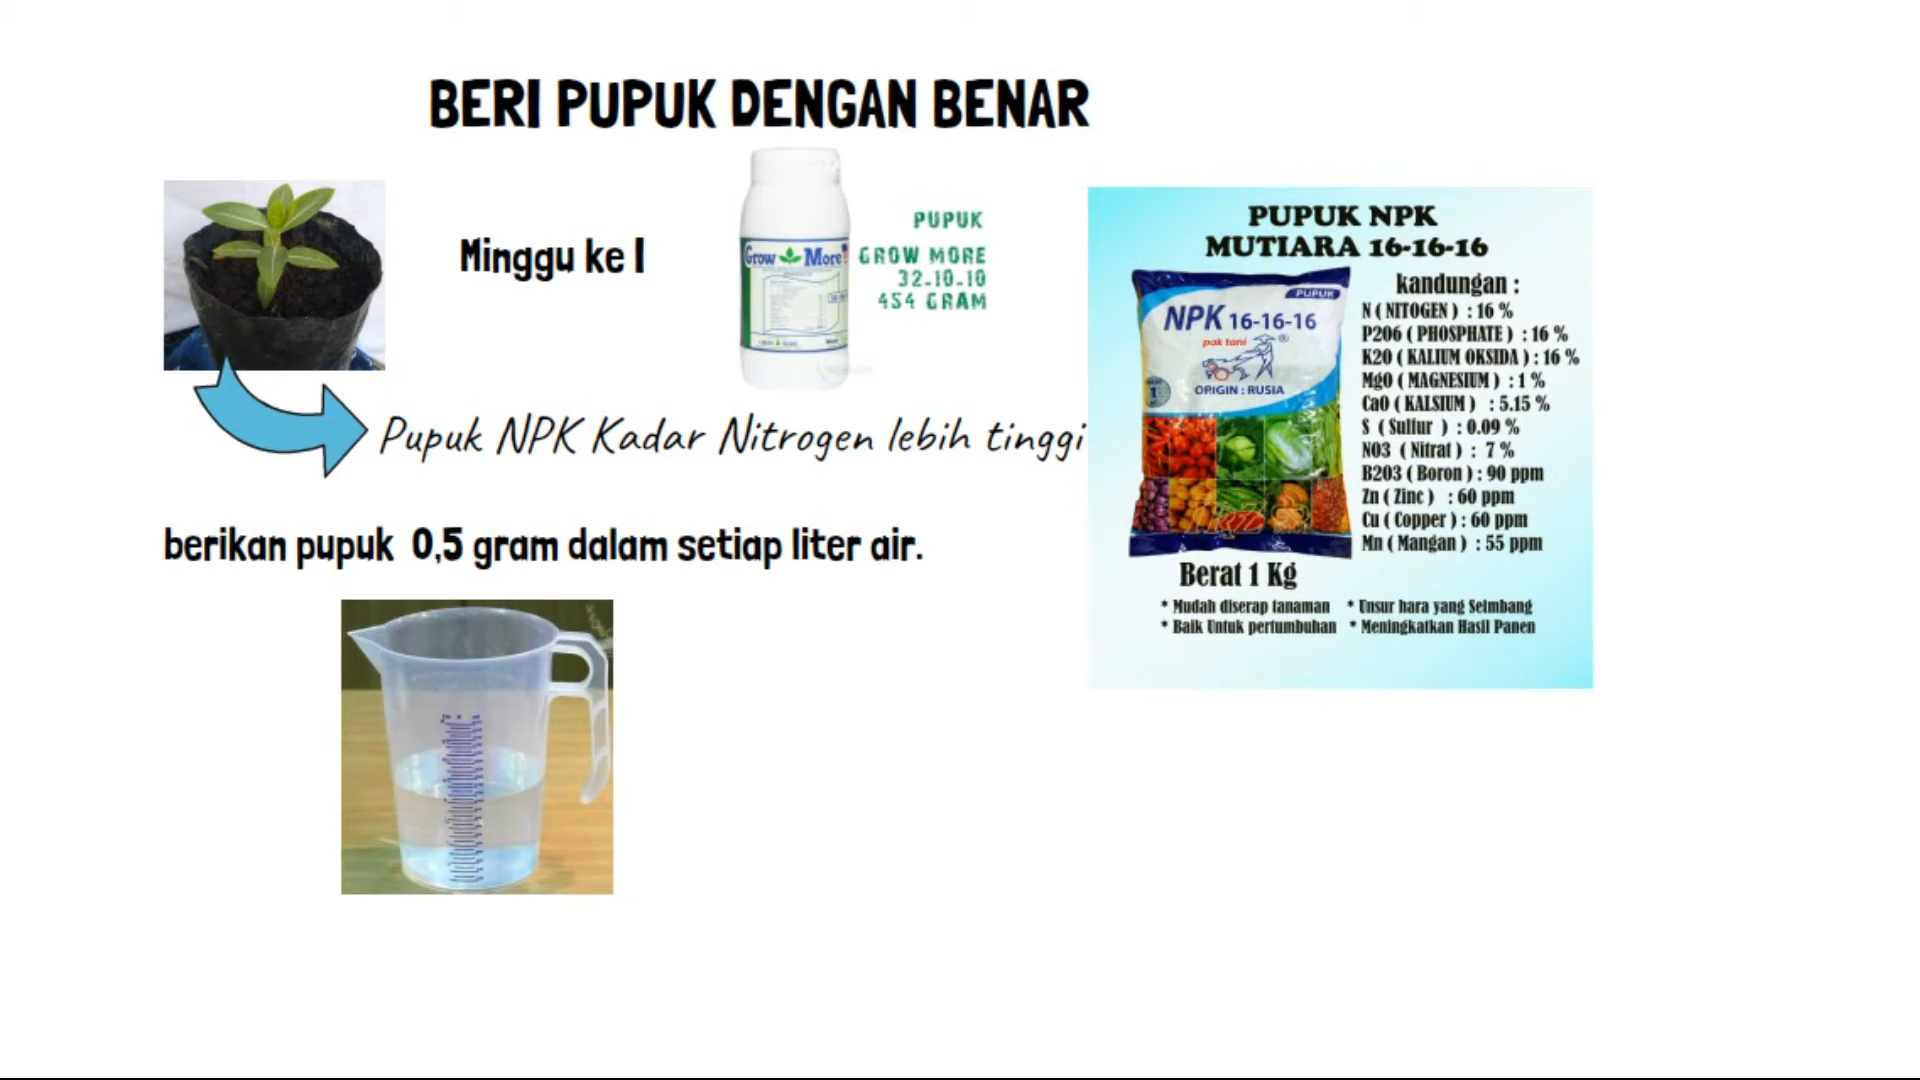 BERI PUPUK DENGAN BENAR
Minggu ke 1
Grow More
PUPUK
GROW MORE
32-10-10
454 GRAM
Pupuk NPK Kadar Nitrogen lebih tinggi
berikan pupuk 0,5 gram dalam setiap liter air.
PUPUK NPK
MUTIARA 16-16-16
PUPUK
NPK 16-16-16
pak tani
ORIGIN : RUSIA
kandungan :
N ( NITOGEN ) : 16 %
P2O6 ( PHOSPHATE ) : 16 %
K2O ( KALIUM OKSIDA ) : 16 %
MgO ( MAGNESIUM ) : 1 %
CaO ( KALSIUM ) : 5.15 %
S ( Sulfur ) : 0.09 %
NO3 ( Nitrat ) : 7 %
B2O3 ( Boron ) : 90 ppm
Zn ( Zinc ) : 60 ppm
Cu ( Copper ) : 60 ppm
Mn ( Mangan ) : 55 ppm
Berat 1 Kg
* Mudah diserap tanaman * Unsur hara yang Seimbang
* Baik Untuk pertumbuhan * Meningkatkan Hasil Panen